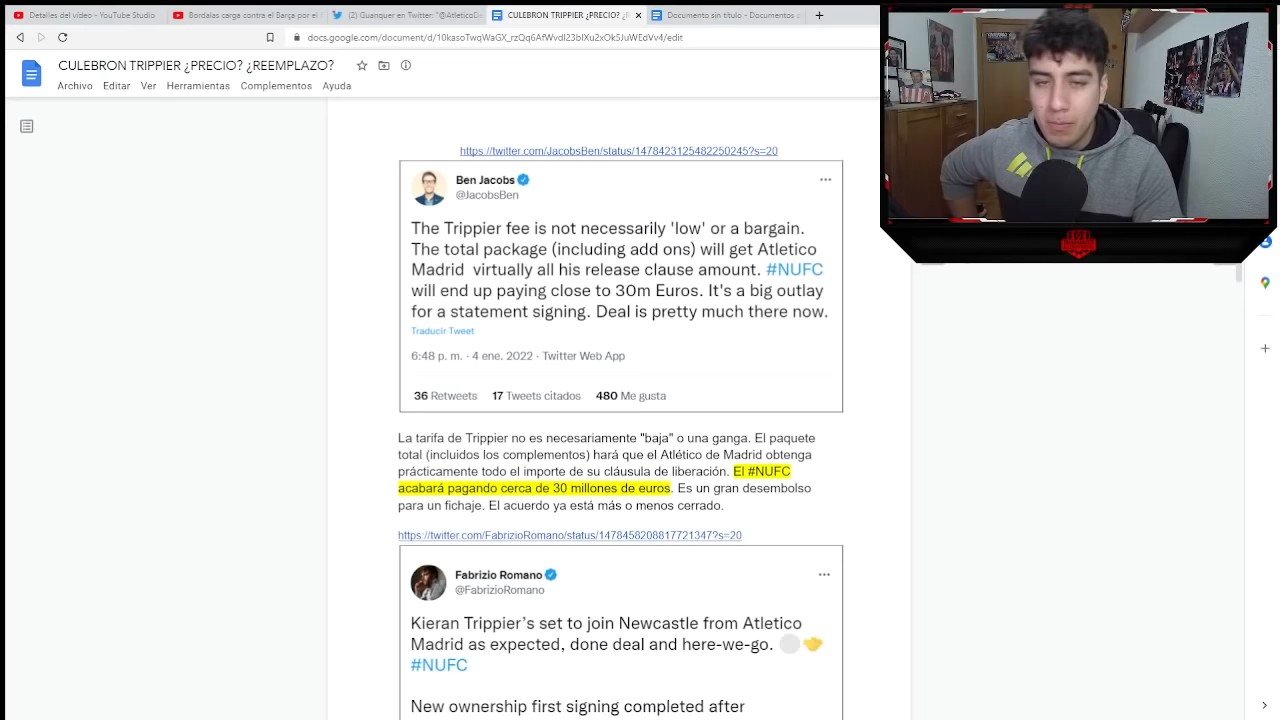 Detalles del vídeo - YouTube Studio
Bordalas carga contra el Barça por el
(2) Guanquer en Twitter: "@AtleticoD
CULEBRON TRIPPIER ¿PRECIO? ¿
Documento sin título - Documentos
docs.google.com/document/d/10kasoTwqWaGX_rzQq6AfWvdI23bIXu2xOk5JuWEdVv4/edit
CULEBRON TRIPPIER ¿PRECIO? ¿REEMPLAZO?
Archivo Editar Ver Herramientas Complementos Ayuda
https://twitter.com/JacobsBen/status/1478423125482250245?s=20
Ben Jacobs
@JacobsBen
The Trippier fee is not necessarily 'low' or a bargain.
The total package (including add ons) will get Atletico
Madrid virtually all his release clause amount. #NUFC
will end up paying close to 30m Euros. It's a big outlay
for a statement signing. Deal is pretty much there now.
Traducir Tweet
6:48 p. m. · 4 ene. 2022 · Twitter Web App
36 Retweets 17 Tweets citados 480 Me gusta
La tarifa de Trippier no es necesariamente "baja" o una ganga. El paquete
total (incluidos los complementos) hará que el Atlético de Madrid obtenga
prácticamente todo el importe de su cláusula de liberación. El #NUFC
acabará pagando cerca de 30 millones de euros. Es un gran desembolso
para un fichaje. El acuerdo ya está más o menos cerrado.
https://twitter.com/FabrizioRomano/status/1478458208817721347?s=20
Fabrizio Romano
@FabrizioRomano
Kieran Trippier's set to join Newcastle from Atletico
Madrid as expected, done deal and here-we-go.
#NUFC
New ownership first signing completed after